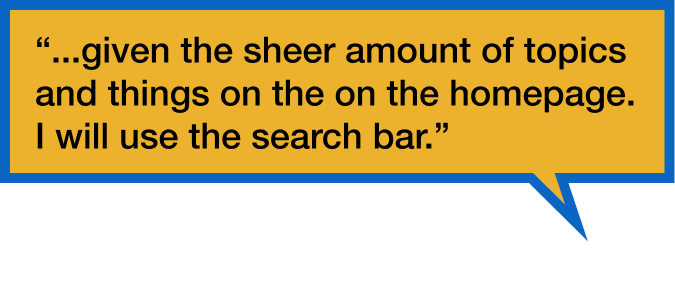 “...given the sheer amount of topics
and things on the on the homepage.
I will use the search bar.”